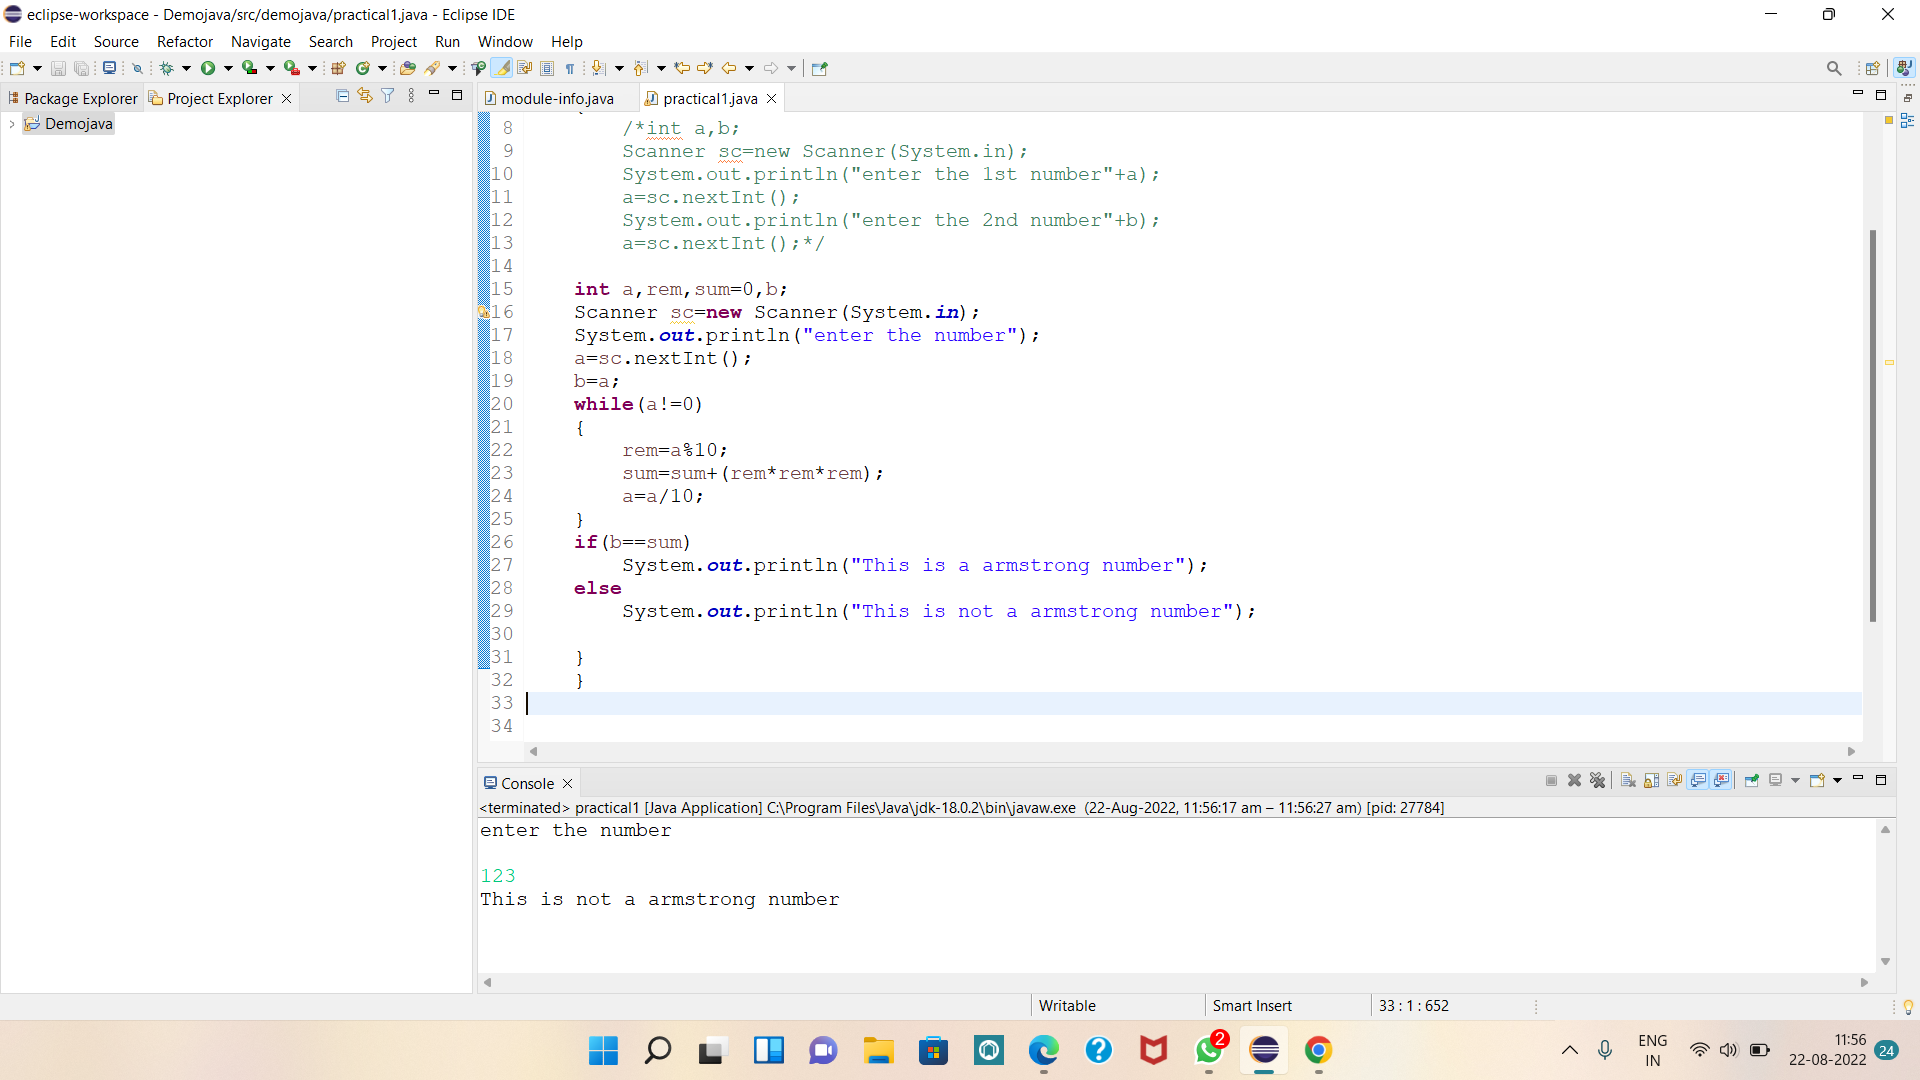 eclipse-workspace - Demojava/src/demojava/practical1.java - Eclipse IDE
File Edit Source Refactor Navigate Search Project Run Window Help
Package Explorer Project Explorer
Demojava
module-info.java practical1.java
{
8 /*int a,b;
9 Scanner sc=new Scanner(System.in);
10 System.out.println("enter the 1st number"+a);
11 a=sc.nextInt();
12 System.out.println("enter the 2nd number"+b);
13 a=sc.nextInt();*/
14
15 int a,rem,sum=0,b;
16 Scanner sc=new Scanner(System.in);
17 System.out.println("enter the number");
18 a=sc.nextInt();
19 b=a;
20 while(a!=0)
21 {
22 rem=a%10;
23 sum=sum+(rem*rem*rem);
24 a=a/10;
25 }
26 if(b==sum)
27 System.out.println("This is a armstrong number");
28 else
29 System.out.println("This is not a armstrong number");
30
31 }
32 }
33
34
Console
<terminated> practical1 [Java Application] C:\Program Files\Java\jdk-18.0.2\bin\javaw.exe (22-Aug-2022, 11:56:17 am – 11:56:27 am) [pid: 27784]
enter the number
123
This is not a armstrong number
Writable Smart Insert 33 : 1 : 652
2
ENG
IN
11:56
22-08-2022
24